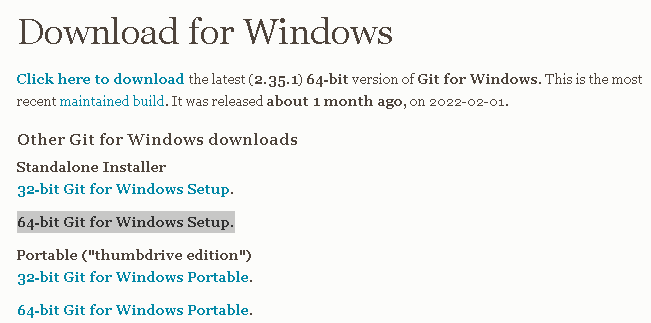 Download for Windows
Click here to download the latest (2.35.1) 64-bit version of Git for Windows. This is the most
recent maintained build. It was released about 1 month ago, on 2022-02-01.
Other Git for Windows downloads
Standalone Installer
32-bit Git for Windows Setup.
64-bit Git for Windows Setup.
Portable ("thumbdrive edition")
32-bit Git for Windows Portable.
64-bit Git for Windows Portable.